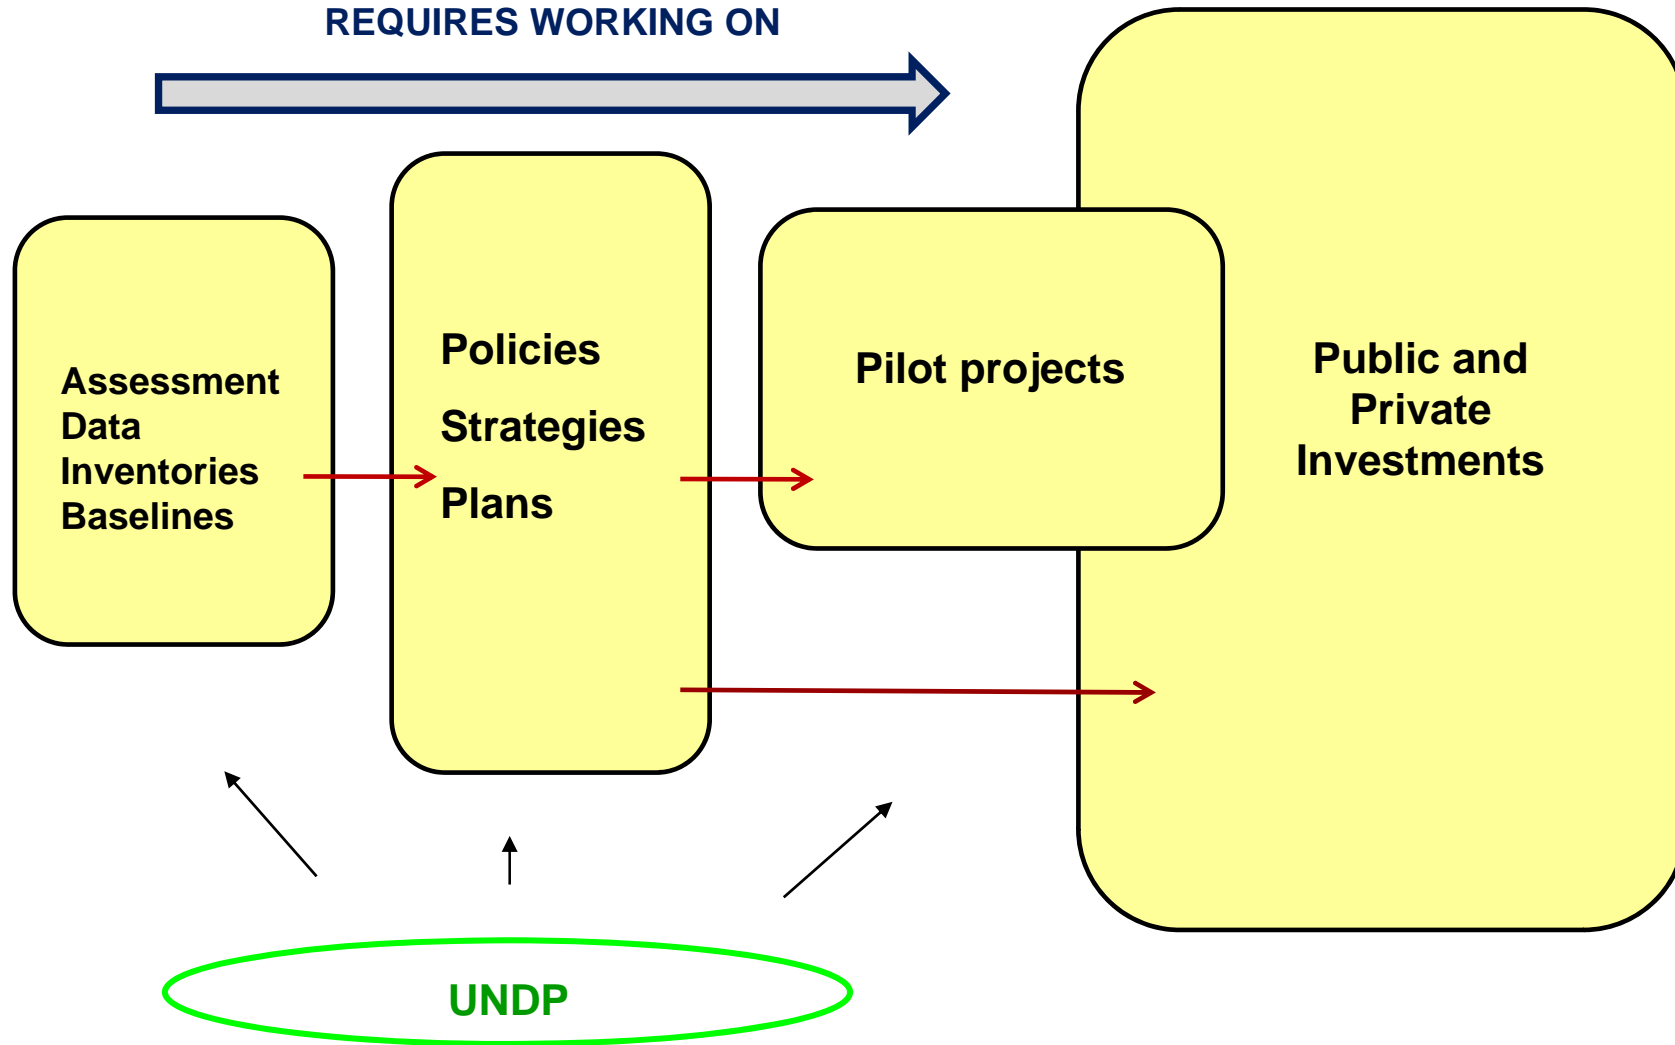 REQUIRES WORKING ON
Assessment
Data
Inventories
Baselines
Policies
Strategies
Plans
Pilot projects
Public and
Private
Investments
UNDP